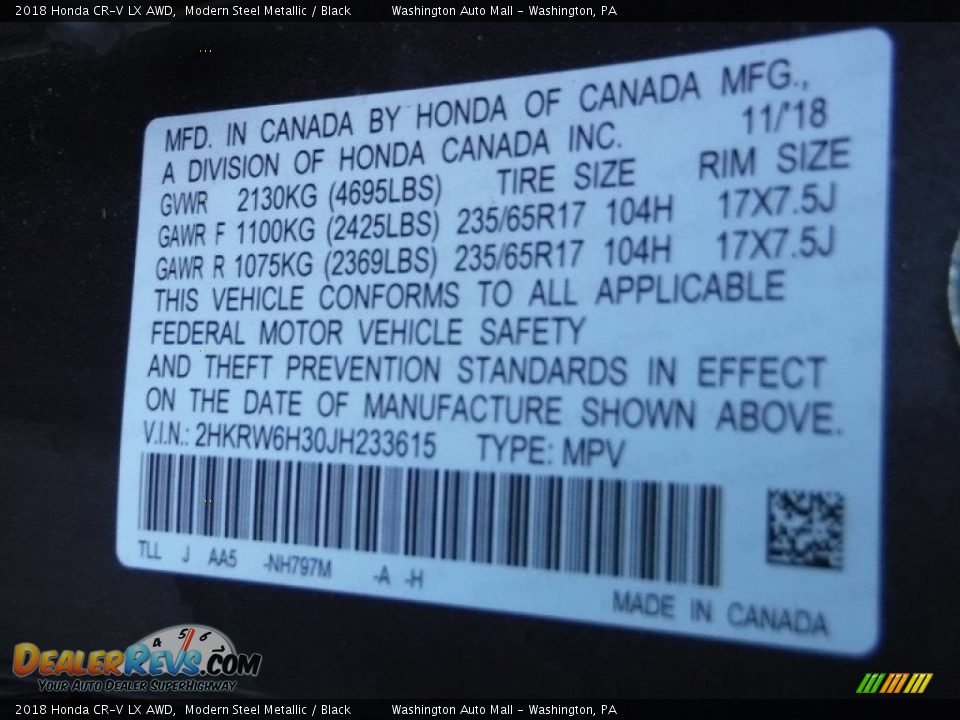 2018 Honda CR-V LX AWD, Modern Steel Metallic / Black Washington Auto Mall - Washington, PA
MFD. IN CANADA BY HONDA OF CANADA MFG.,
A DIVISION OF HONDA CANADA INC. 11/'18
GVWR 2130KG (4695LBS) TIRE SIZE RIM SIZE
GAWR F 1100KG (2425LBS) 235/65R17 104H 17X7.5J
GAWR R 1075KG (2369LBS) 235/65R17 104H 17X7.5J
THIS VEHICLE CONFORMS TO ALL APPLICABLE
FEDERAL MOTOR VEHICLE SAFETY
AND THEFT PREVENTION STANDARDS IN EFFECT
ON THE DATE OF MANUFACTURE SHOWN ABOVE.
V.I.N.: 2HKRW6H30JH233615 TYPE: MPV
TLL J AA5 -NH797M -A -H
MADE IN CANADA
4 5 6
DEALERREVS.COM
YOUR AUTO DEALER SUPERHIGHWAY
2018 Honda CR-V LX AWD, Modern Steel Metallic / Black Washington Auto Mall - Washington, PA